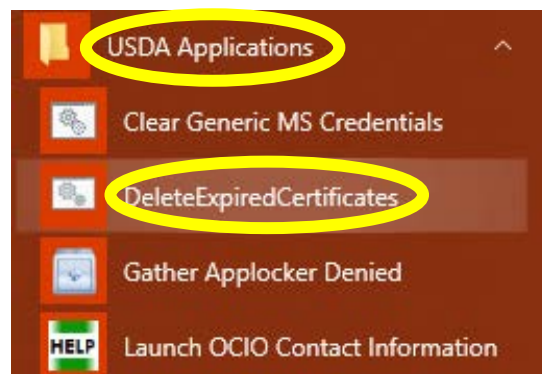 USDA Applications
Clear Generic MS Credentials
DeleteExpiredCertificates
Gather Applocker Denied
HELP Launch OCIO Contact Information